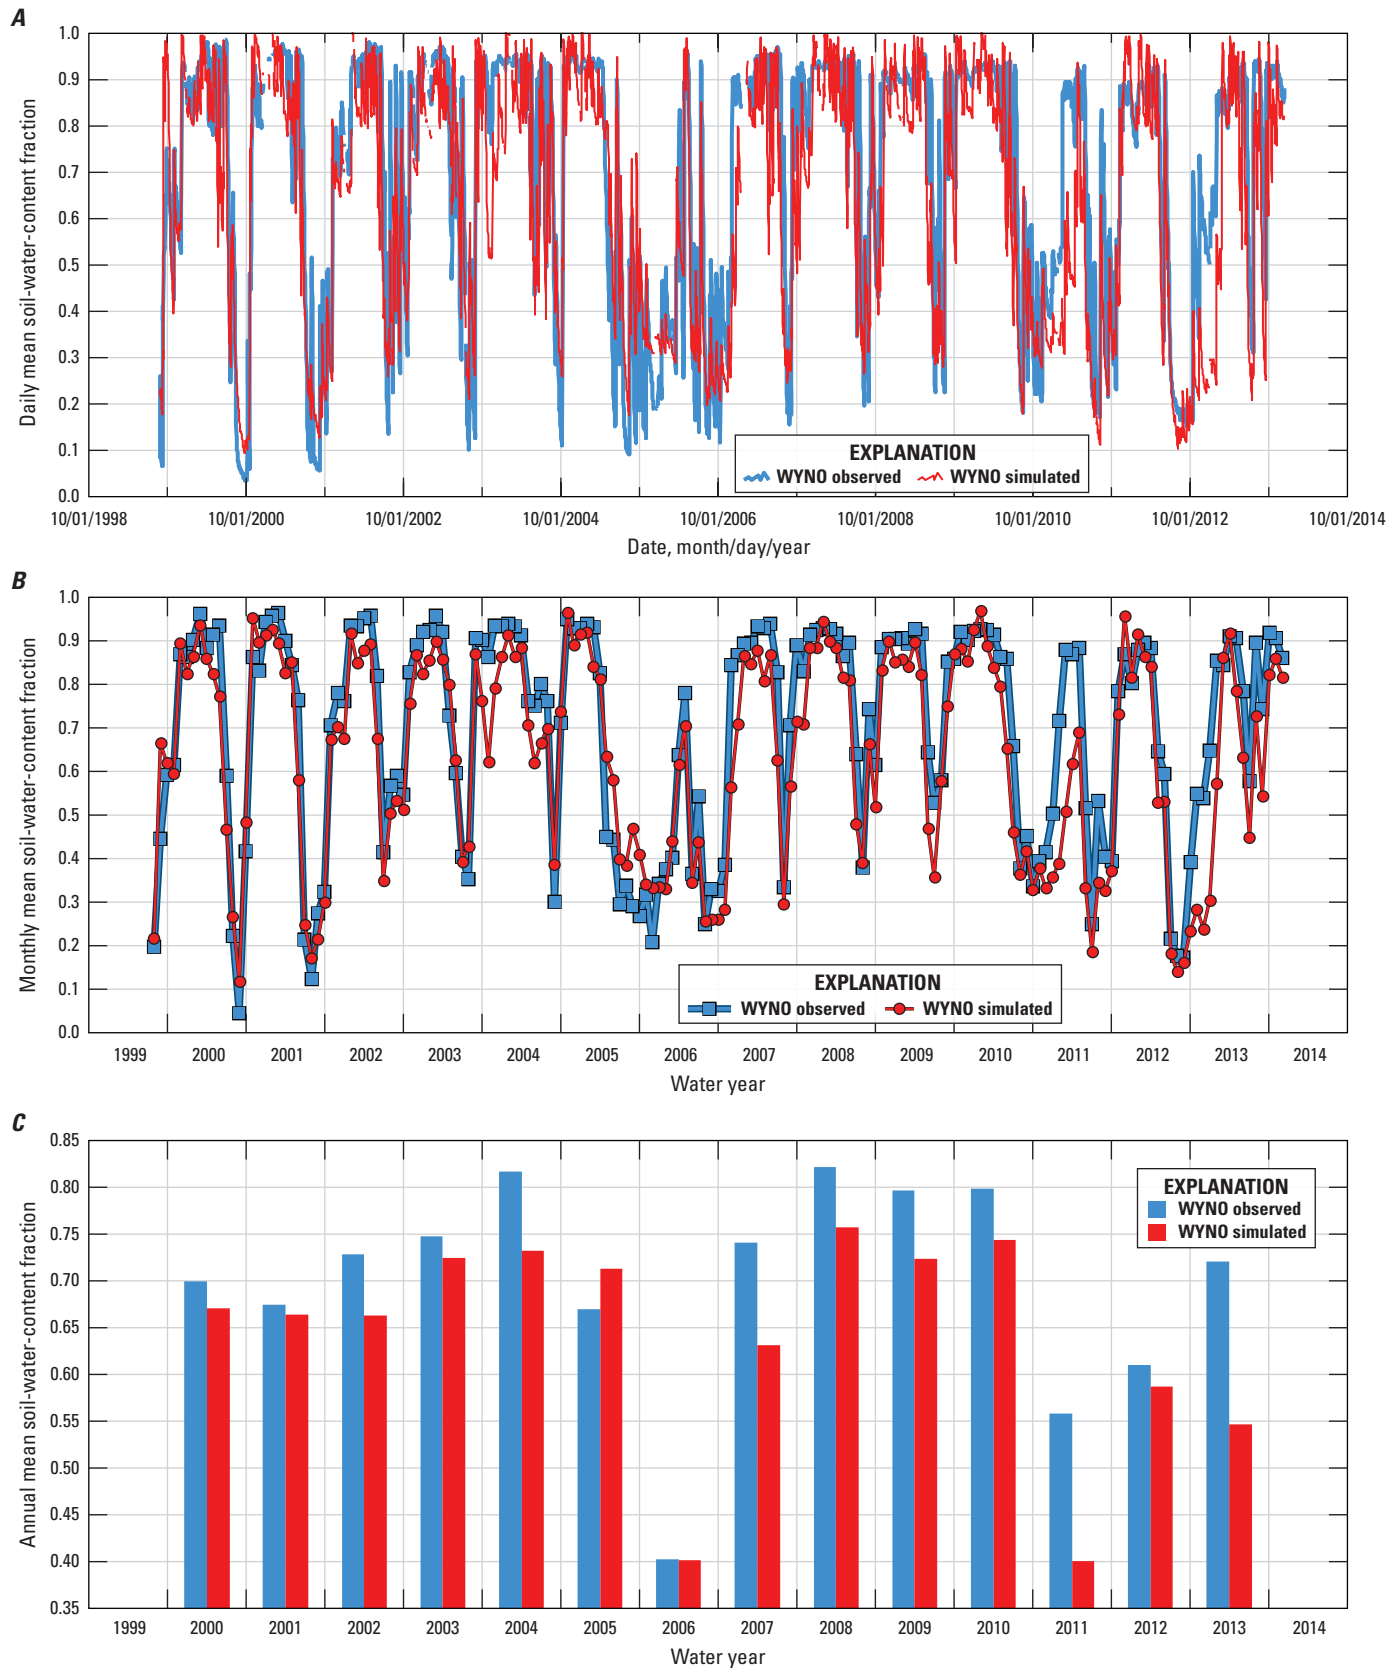 A
Daily mean soil-water-content fraction
1.0
0.9
0.8
0.7
0.6
0.5
0.4
0.3
0.2
0.1
0.0
EXPLANATION
WYNO observed WYNO simulated
10/01/1998 10/01/2000 10/01/2002 10/01/2004 10/01/2006 10/01/2008 10/01/2010 10/01/2012 10/01/2014
Date, month/day/year
B
Monthly mean soil-water-content fraction
1.0
0.9
0.8
0.7
0.6
0.5
0.4
0.3
0.2
0.1
0.0
EXPLANATION
WYNO observed WYNO simulated
1999 2000 2001 2002 2003 2004 2005 2006 2007 2008 2009 2010 2011 2012 2013 2014
Water year
C
Annual mean soil-water-content fraction
0.85
0.80
0.75
0.70
0.65
0.60
0.55
0.50
0.45
0.40
0.35
EXPLANATION
WYNO observed
WYNO simulated
1999 2000 2001 2002 2003 2004 2005 2006 2007 2008 2009 2010 2011 2012 2013 2014
Water year